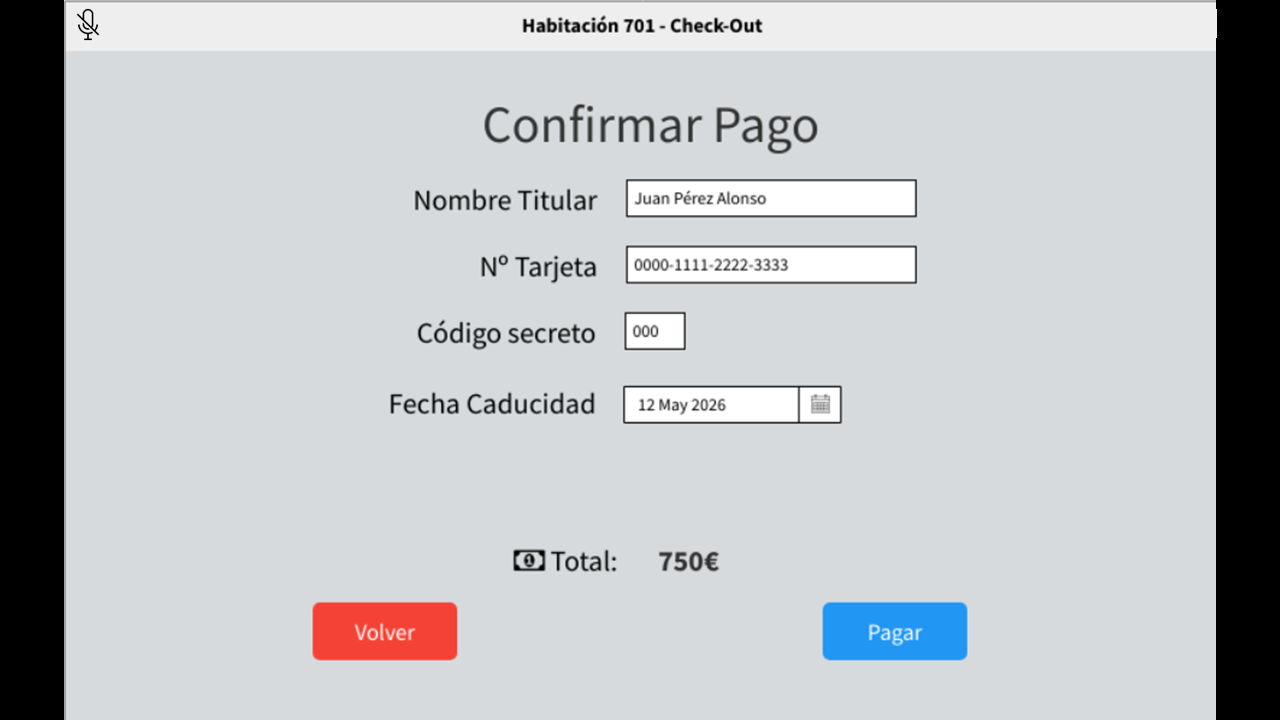 Habitación 701 - Check-Out
Confirmar Pago
Nombre Titular Juan Pérez Alonso
Nº Tarjeta 0000-1111-2222-3333
Código secreto 000
Fecha Caducidad 12 May 2026
Total: 750€
Volver Pagar